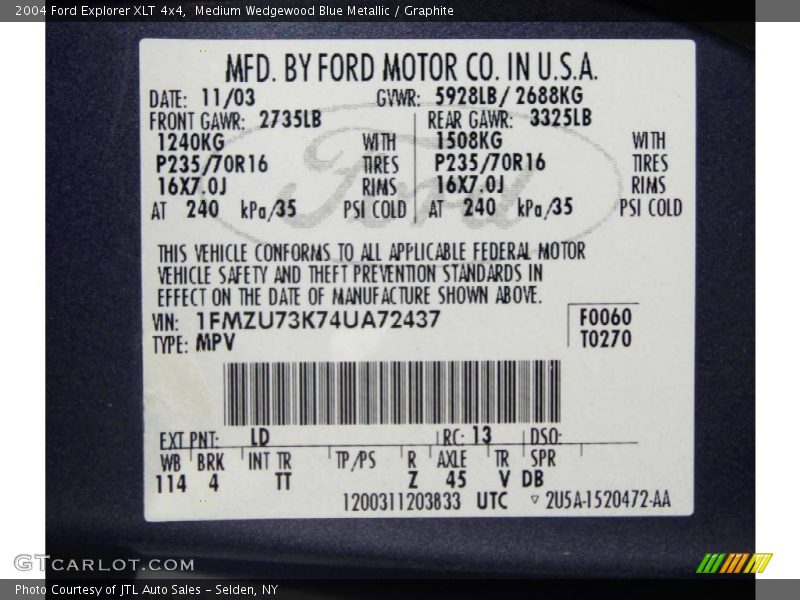 2004 Ford Explorer XLT 4x4, Medium Wedgewood Blue Metallic / Graphite
MFD. BY FORD MOTOR CO. IN U.S.A.
DATE: 11/03 GVWR: 5928LB/ 2688KG
FRONT GAWR: 2735LB REAR GAWR: 3325LB
1240KG WITH 1508KG WITH
P235/70R16 TIRES P235/70R16 TIRES
16X7.0J RIMS 16X7.0J RIMS
AT 240 kPa/35 PSI COLD AT 240 kPa/35 PSI COLD
Ford
THIS VEHICLE CONFORMS TO ALL APPLICABLE FEDERAL MOTOR
VEHICLE SAFETY AND THEFT PREVENTION STANDARDS IN
EFFECT ON THE DATE OF MANUFACTURE SHOWN ABOVE.
VIN: 1FMZU73K74UA72437 F0060
TYPE: MPV T0270
EXT PNT: LD RC: 13 DSO:
WB BRK INT TR TP/PS R AXLE TR SPR
114 4 TT Z 45 V DB
1200311203833 UTC ▽ 2U5A-1520472-AA
GTCARLOT.COM
Photo Courtesy of JTL Auto Sales - Selden, NY